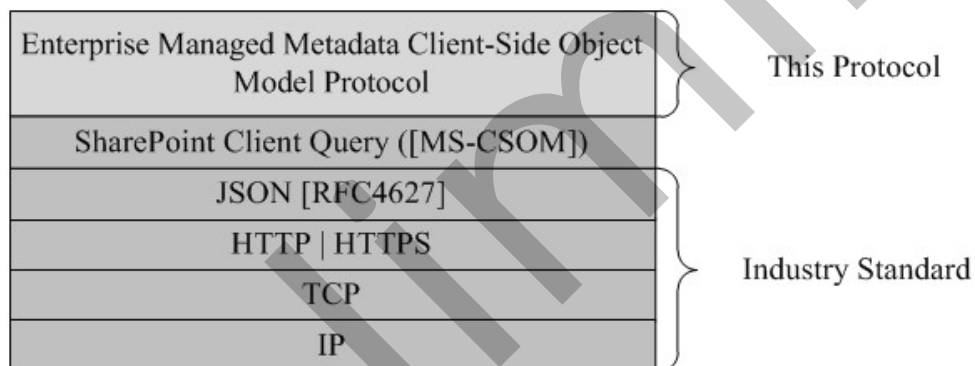 Enterprise Managed Metadata Client-Side Object
Model Protocol
This Protocol
SharePoint Client Query ([MS-CSOM])
JSON [RFC4627]
HTTP | HTTPS
TCP
IP
Industry Standard